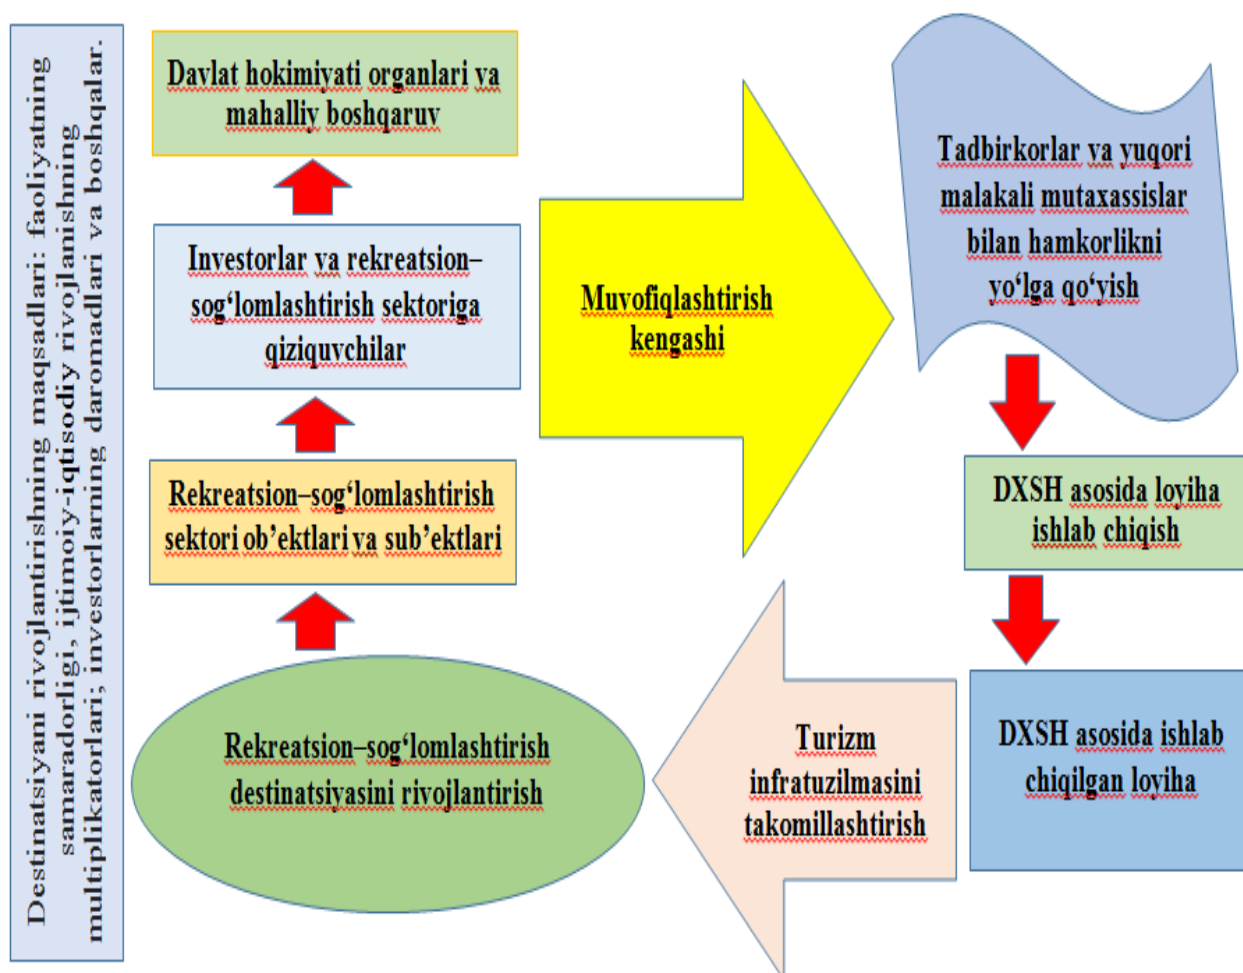 Destinatsiyani rivojlantirishning maqsadlari: faoliyatning
samaradorligi, ijtimoiy-iqtisodiy rivojlanishning
multiplikatorlari; investorlarning daromadlari va boshqalar.
Davlat hokimiyati organlari va
mahalliy boshqaruv
Investorlar va rekreatsion–
sog‘lomlashtirish sektoriga
qiziquvchilar
Rekreatsion–sog‘lomlashtirish
sektori ob’ektlari va sub’ektlari
Rekreatsion–sog‘lomlashtirish
destinatsiyasini rivojlantirish
Muvofiqlashtirish
kengashi
Tadbirkorlar va yuqori
malakali mutaxassislar
bilan hamkorlikni
yo‘lga qo‘yish
DXSH asosida loyiha
ishlab chiqish
DXSH asosida ishlab
chiqilgan loyiha
Turizm
infratuzilmasini
takomillashtirish